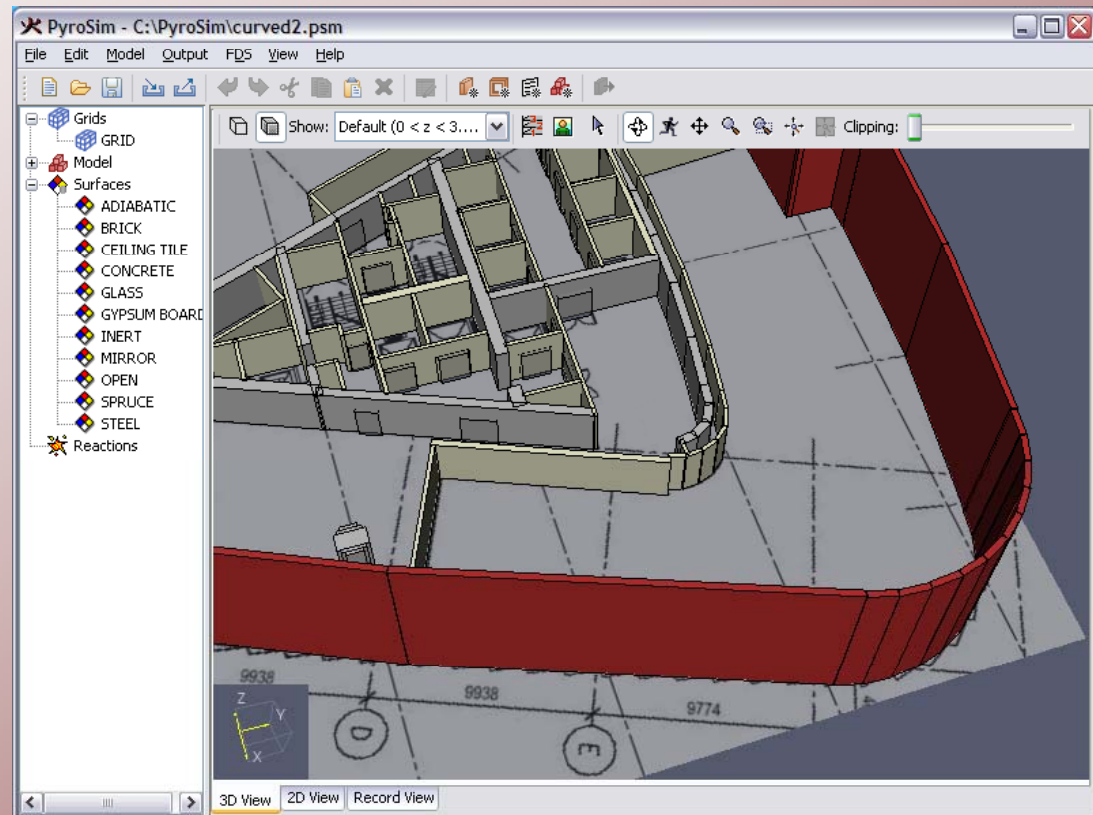 PyroSim - C:\PyroSim\curved2.psm
File Edit Model Output FDS View Help
Show: Default (0 < z < 3.... Clipping:
Grids
GRID
Model
Surfaces
ADIABATIC
BRICK
CEILING TILE
CONCRETE
GLASS
GYPSUM BOARD
INERT
MIRROR
OPEN
SPRUCE
STEEL
Reactions
9938
9938
9774
Z
Y
X
D
E
3D View 2D View Record View